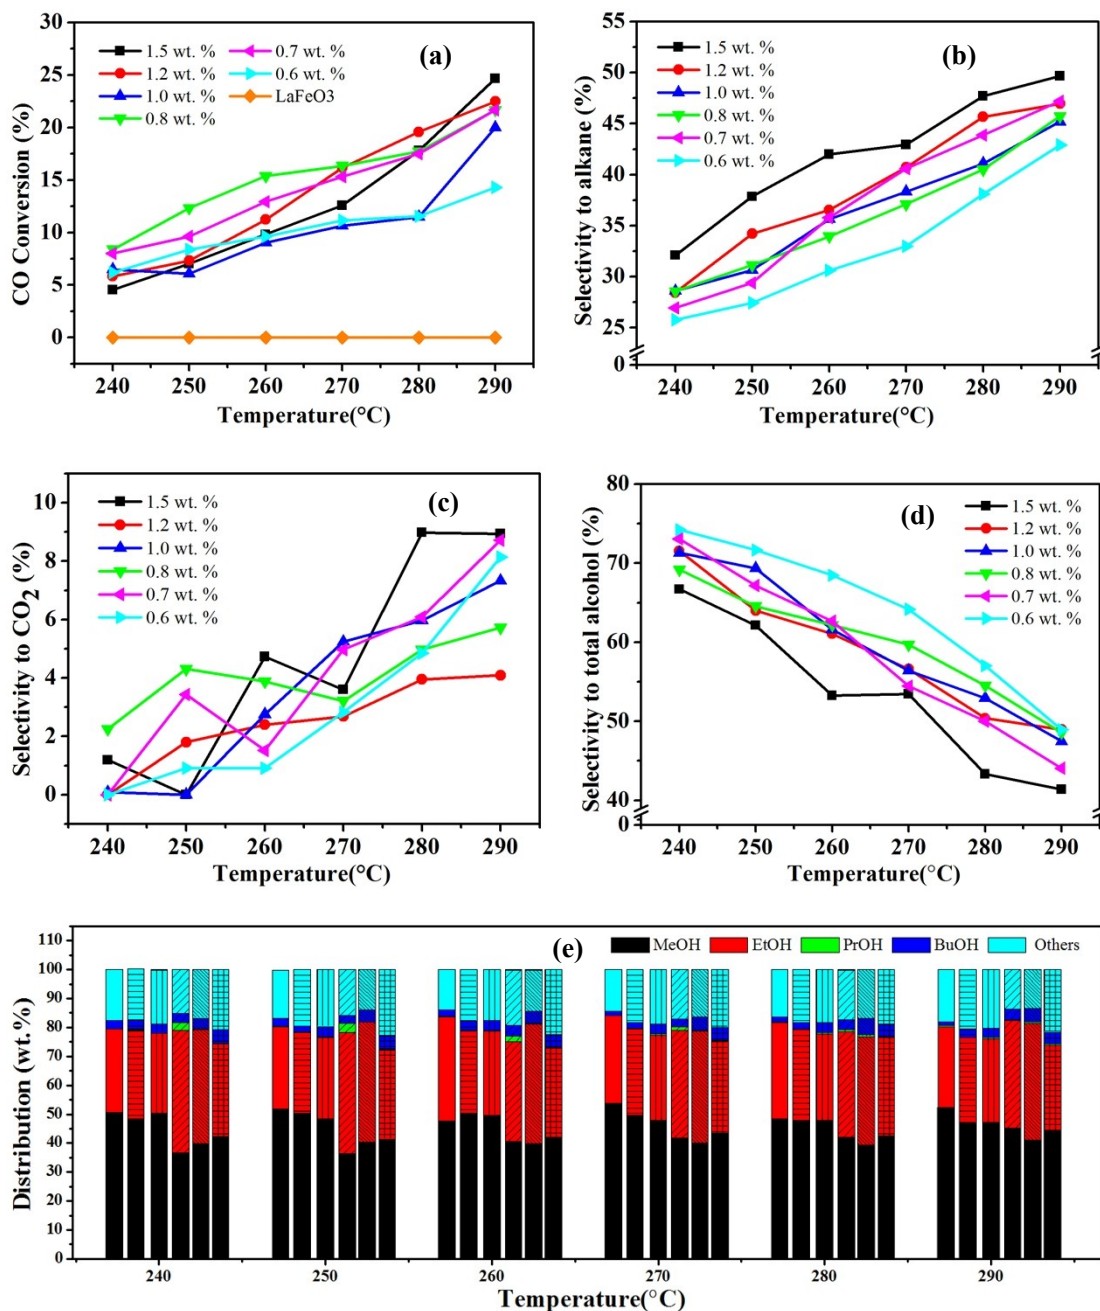 (a)
CO Conversion (%)
30
25
20
15
10
5
0
1.5 wt. %
1.2 wt. %
1.0 wt. %
0.8 wt. %
0.7 wt. %
0.6 wt. %
LaFeO3
240 250 260 270 280 290
Temperature(°C)
(b)
Selectivity to alkane (%)
55
50
45
40
35
30
25
0
1.5 wt. %
1.2 wt. %
1.0 wt. %
0.8 wt. %
0.7 wt. %
0.6 wt. %
240 250 260 270 280 290
Temperature(°C)
(c)
Selectivity to CO2 (%)
10
8
6
4
2
0
1.5 wt. %
1.2 wt. %
1.0 wt. %
0.8 wt. %
0.7 wt. %
0.6 wt. %
240 250 260 270 280 290
Temperature(°C)
(d)
Selectivity to total alcohol (%)
80
70
60
50
40
0
1.5 wt. %
1.2 wt. %
1.0 wt. %
0.8 wt. %
0.7 wt. %
0.6 wt. %
240 250 260 270 280 290
Temperature(°C)
(e)
Distribution (wt.%)
110
100
90
80
70
60
50
40
30
20
10
0
MeOH EtOH PrOH BuOH Others
240 250 260 270 280 290
Temperature(°C)